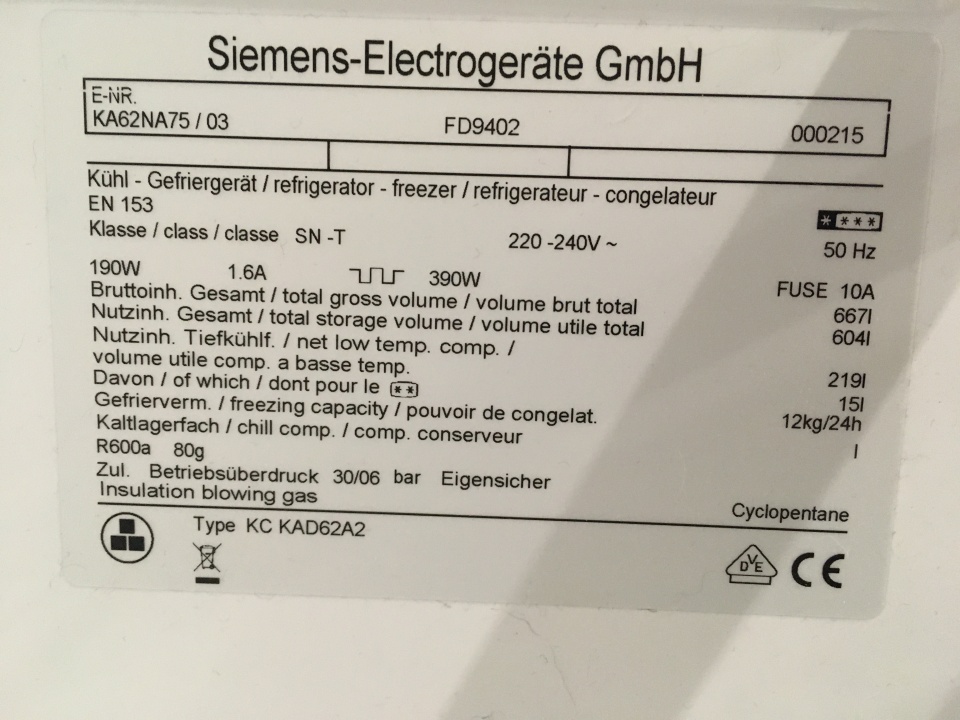 Siemens-Electrogeräte GmbH
E-NR.
KA62NA75 / 03 FD9402 000215
Kühl - Gefriergerät / refrigerator - freezer / refrigerateur - congelateur
EN 153 * ***
Klasse / class / classe SN -T 220 -240V ~ 50 Hz
190W 1.6A 390W FUSE 10A
Bruttoinh. Gesamt / total gross volume / volume brut total 667l
Nutzinh. Gesamt / total storage volume / volume utile total 604l
Nutzinh. Tiefkühlf. / net low temp. comp. /
volume utile comp. a basse temp. 219l
Davon / of which / dont pour le ** 15l
Gefrierverm. / freezing capacity / pouvoir de congelat. 12kg/24h
Kaltlagerfach / chill comp. / comp. conserveur l
R600a 80g
Zul. Betriebsüberdruck 30/06 bar Eigensicher
Insulation blowing gas Cyclopentane
Type KC KAD62A2
DVE CE